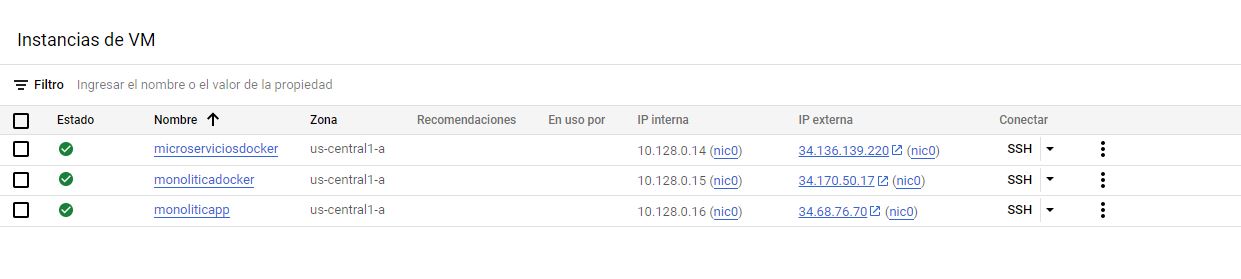 Instancias de VM
Filtro Ingresar el nombre o el valor de la propiedad
Estado Nombre Zona Recomendaciones En uso por IP interna IP externa Conectar
microserviciosdocker us-central1-a 10.128.0.14 (nic0) 34.136.139.220 (nic0) SSH
monoliticadocker us-central1-a 10.128.0.15 (nic0) 34.170.50.17 (nic0) SSH
monoliticapp us-central1-a 10.128.0.16 (nic0) 34.68.76.70 (nic0) SSH